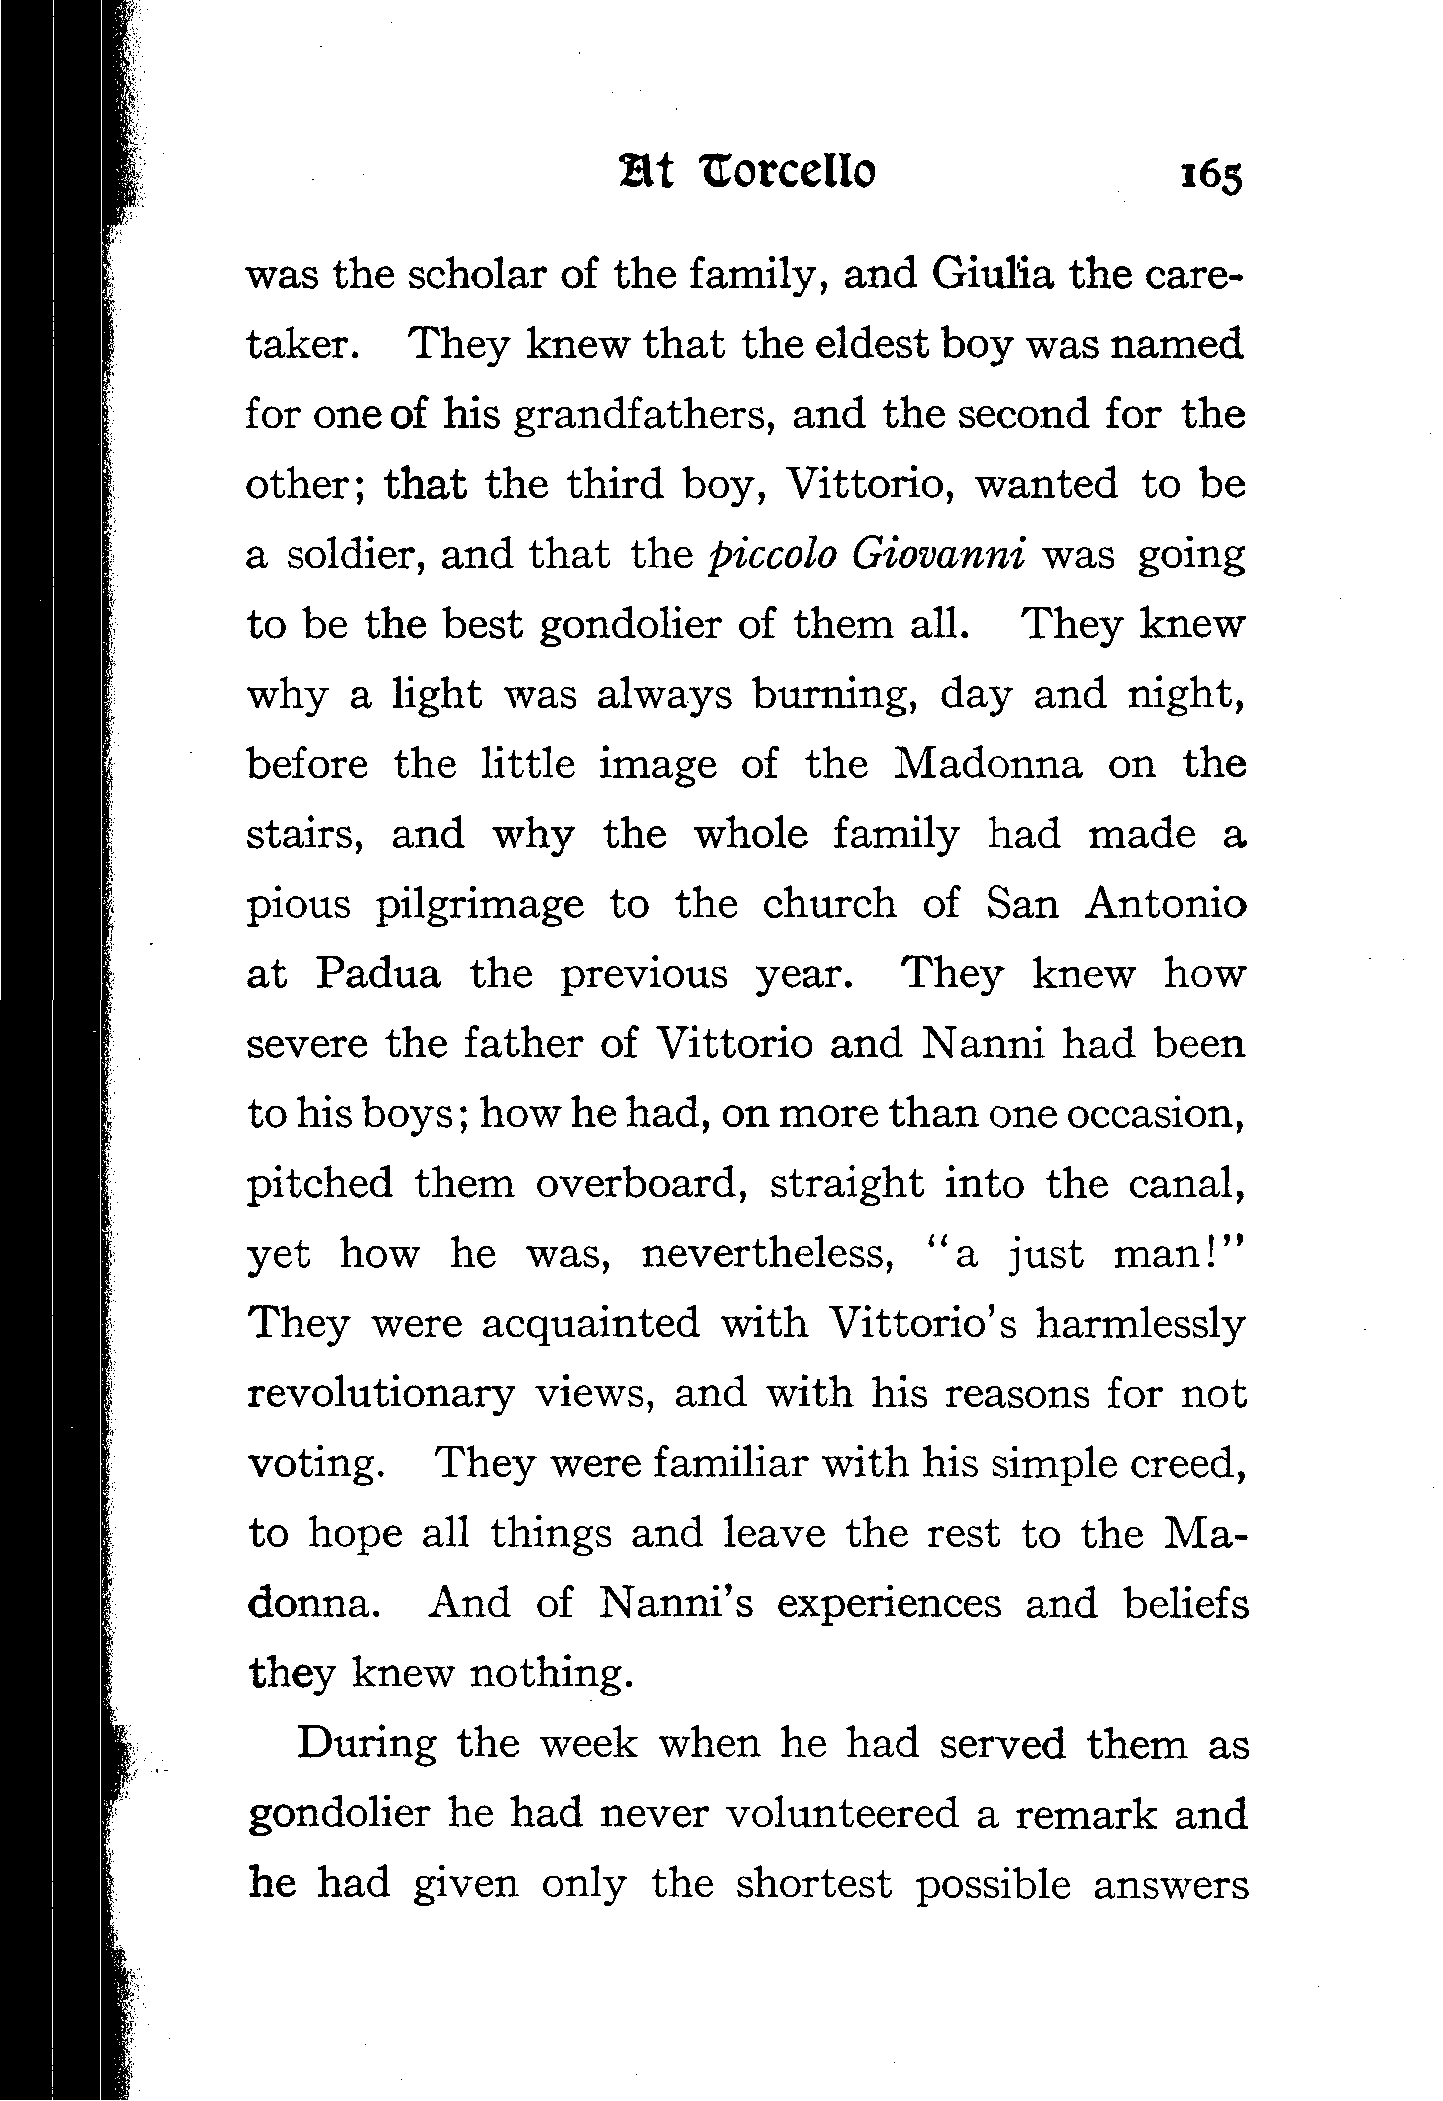 At Torcello 165
was the scholar of the family, and Giulia the care-
taker. They knew that the eldest boy was named
for one of his grandfathers, and the second for the
other; that the third boy, Vittorio, wanted to be
a soldier, and that the piccolo Giovanni was going
to be the best gondolier of them all. They knew
why a light was always burning, day and night,
before the little image of the Madonna on the
stairs, and why the whole family had made a
pious pilgrimage to the church of San Antonio
at Padua the previous year. They knew how
severe the father of Vittorio and Nanni had been
to his boys; how he had, on more than one occasion,
pitched them overboard, straight into the canal,
yet how he was, nevertheless, "a just man!"
They were acquainted with Vittorio's harmlessly
revolutionary views, and with his reasons for not
voting. They were familiar with his simple creed,
to hope all things and leave the rest to the Ma-
donna. And of Nanni's experiences and beliefs
they knew nothing.
During the week when he had served them as
gondolier he had never volunteered a remark and
he had given only the shortest possible answers